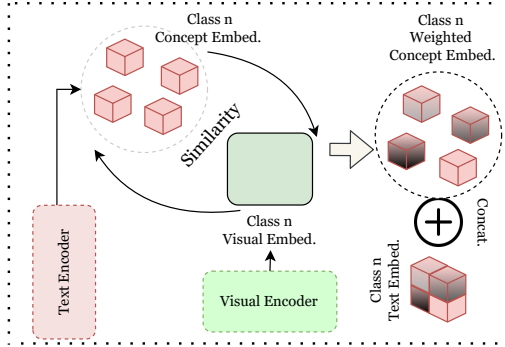 Class n
Concept Embed.
Class n
Weighted
Concept Embed.
Similarity
Class n
Visual Embed.
Concat.
Class n
Text Embed.
Text Encoder
Visual Encoder